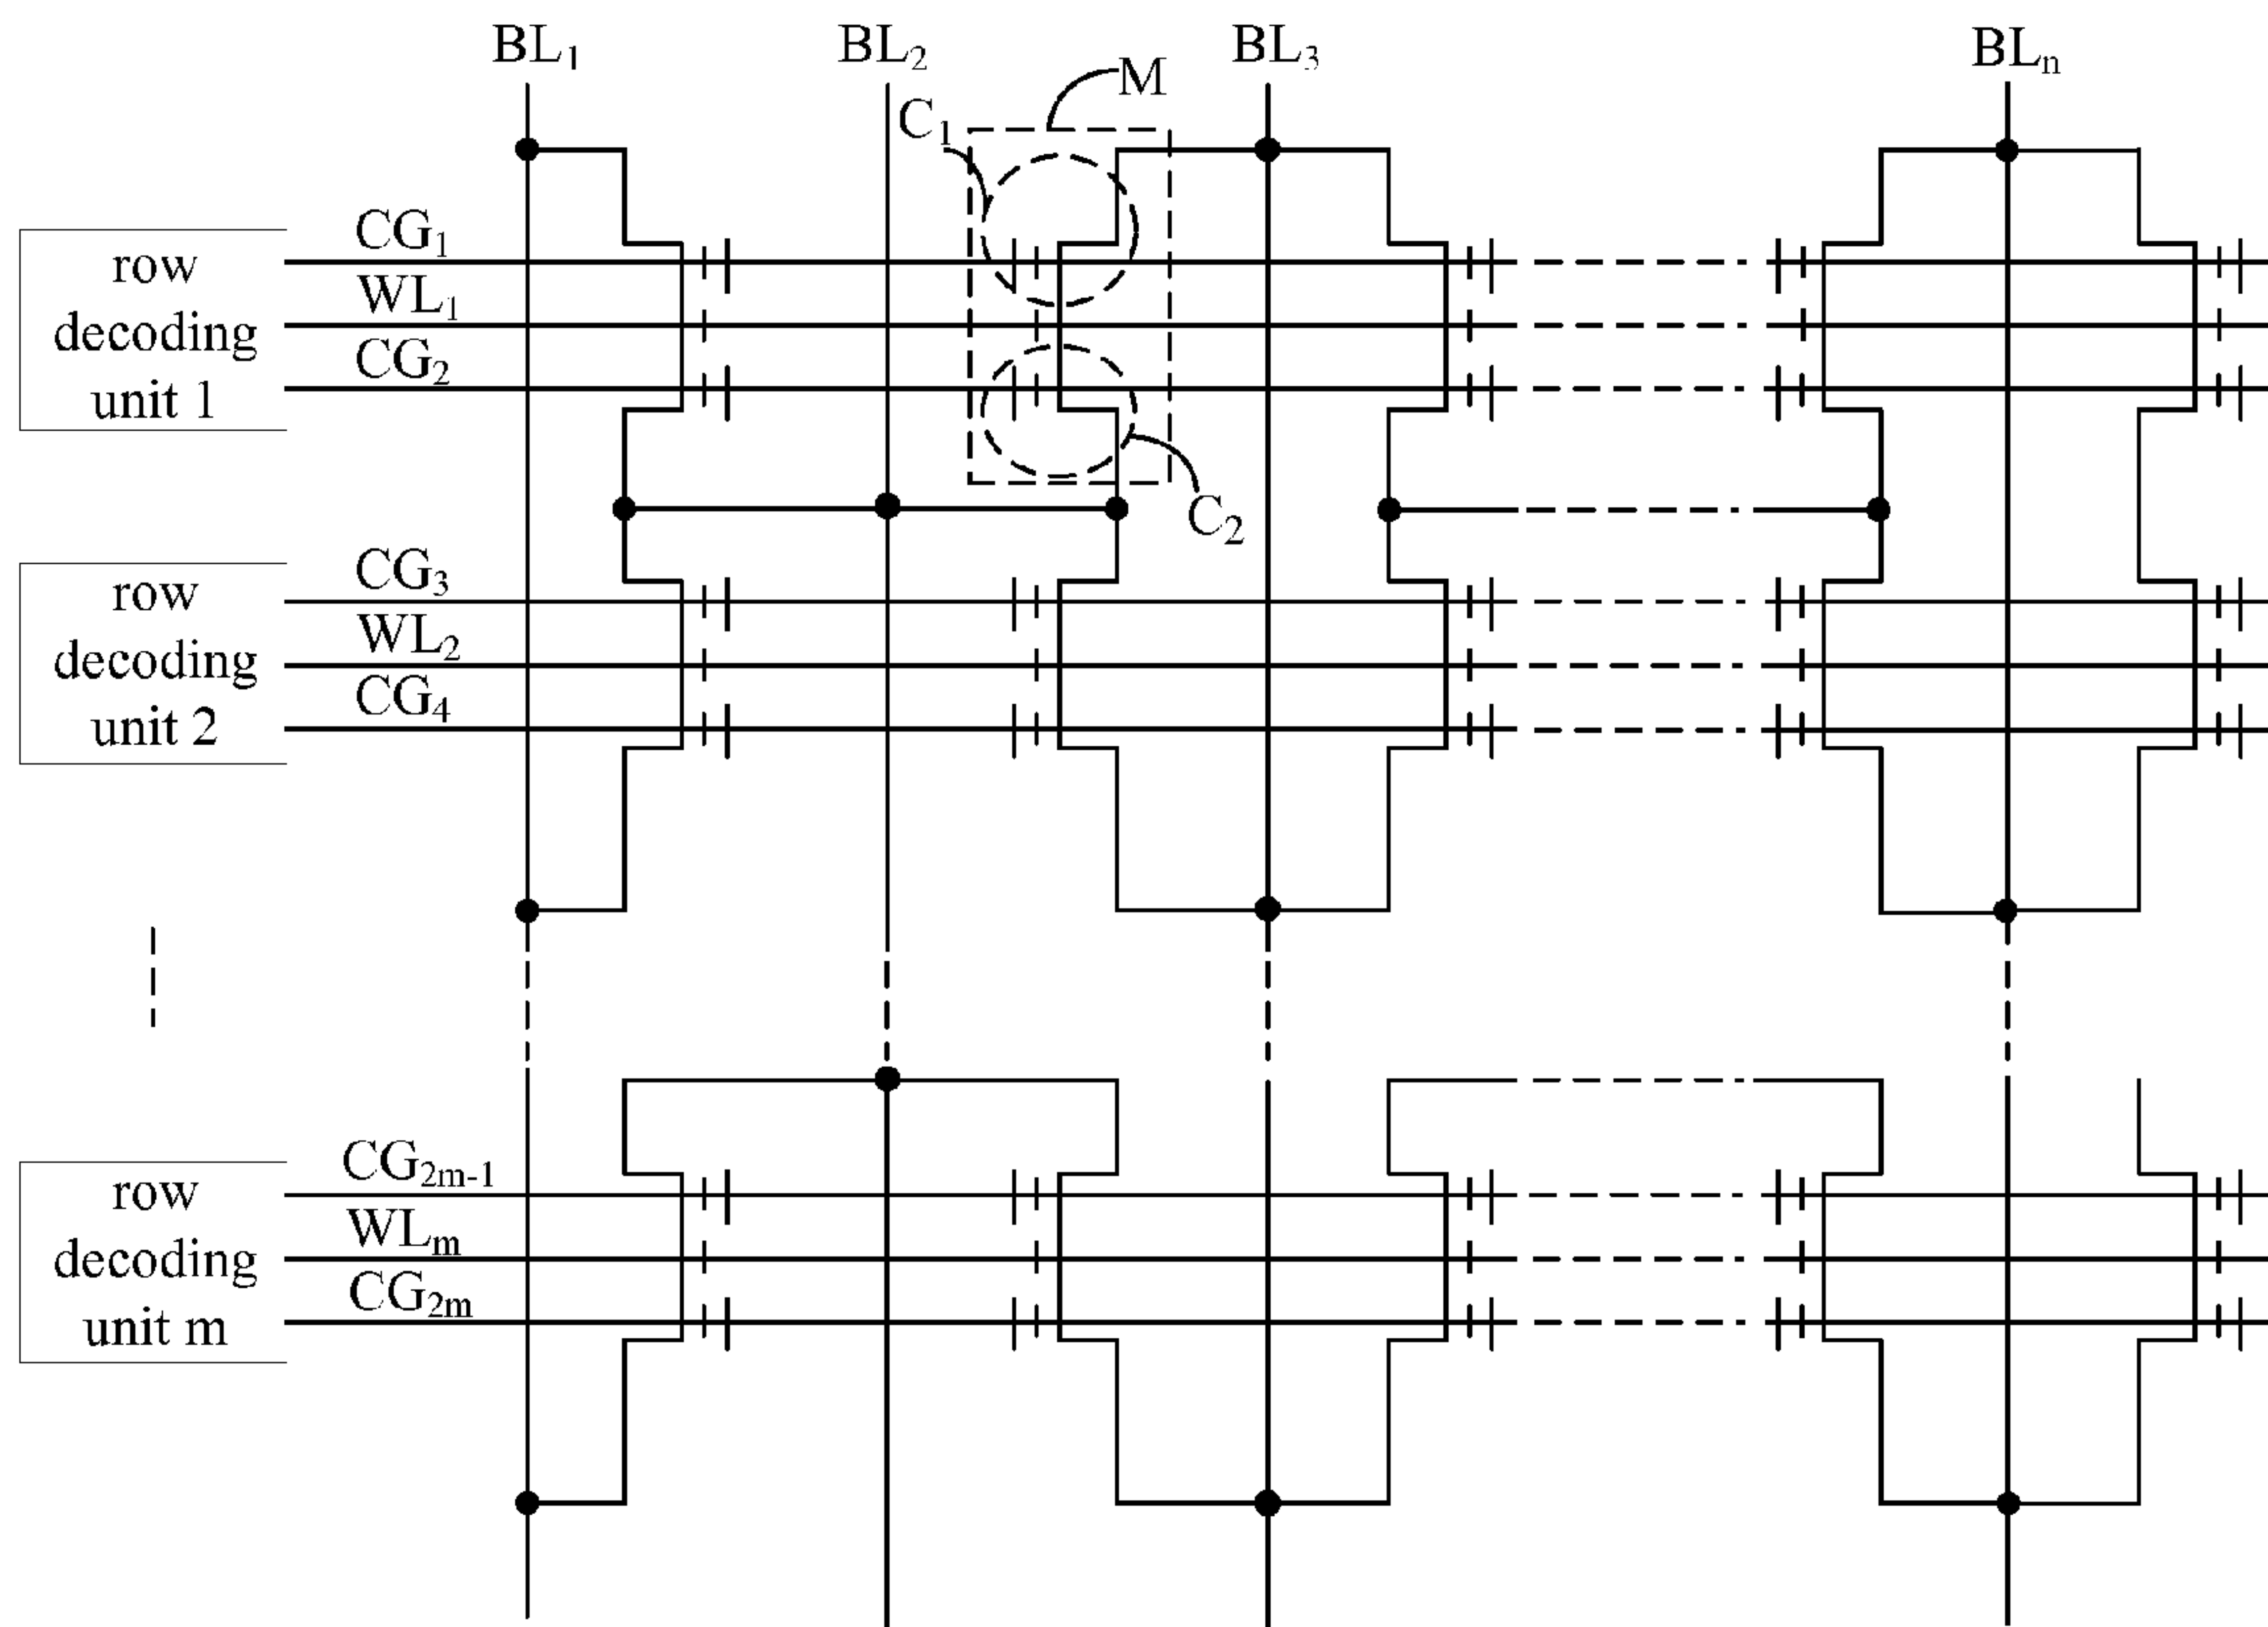 BL₁ BL₂ BL₃ BLₙ
M
C₁
row
decoding
unit 1
CG₁
WL₁
CG₂
C₂
row
decoding
unit 2
CG₃
WL₂
CG₄
row
decoding
unit m
CG₂ₘ₋₁
WLₘ
CG₂ₘ